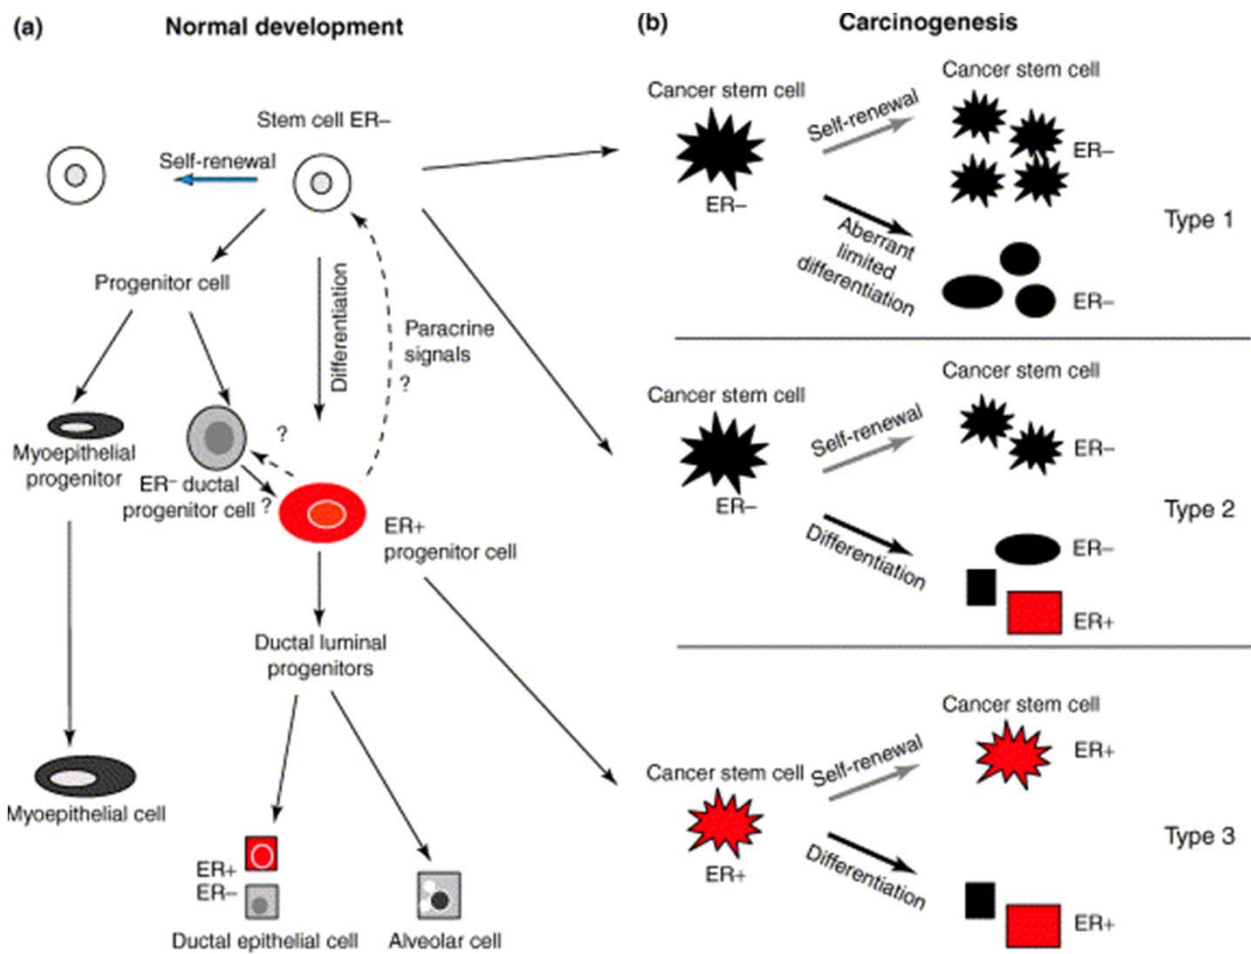 (a)
Normal development
Stem cell ER–
Self-renewal
Progenitor cell
Differentiation
Paracrine
signals
?
Myoepithelial
progenitor
ER– ductal
progenitor cell
?
?
ER+
progenitor cell
Ductal luminal
progenitors
Myoepithelial cell
ER+
ER–
Ductal epithelial cell
Alveolar cell
(b)
Carcinogenesis
Cancer stem cell
ER–
Self-renewal
Cancer stem cell
ER–
Aberrant
limited
differentiation
ER–
Type 1
Cancer stem cell
ER–
Self-renewal
Cancer stem cell
ER–
Differentiation
ER–
ER+
Type 2
Cancer stem cell
ER+
Self-renewal
Cancer stem cell
ER+
Differentiation
ER+
Type 3